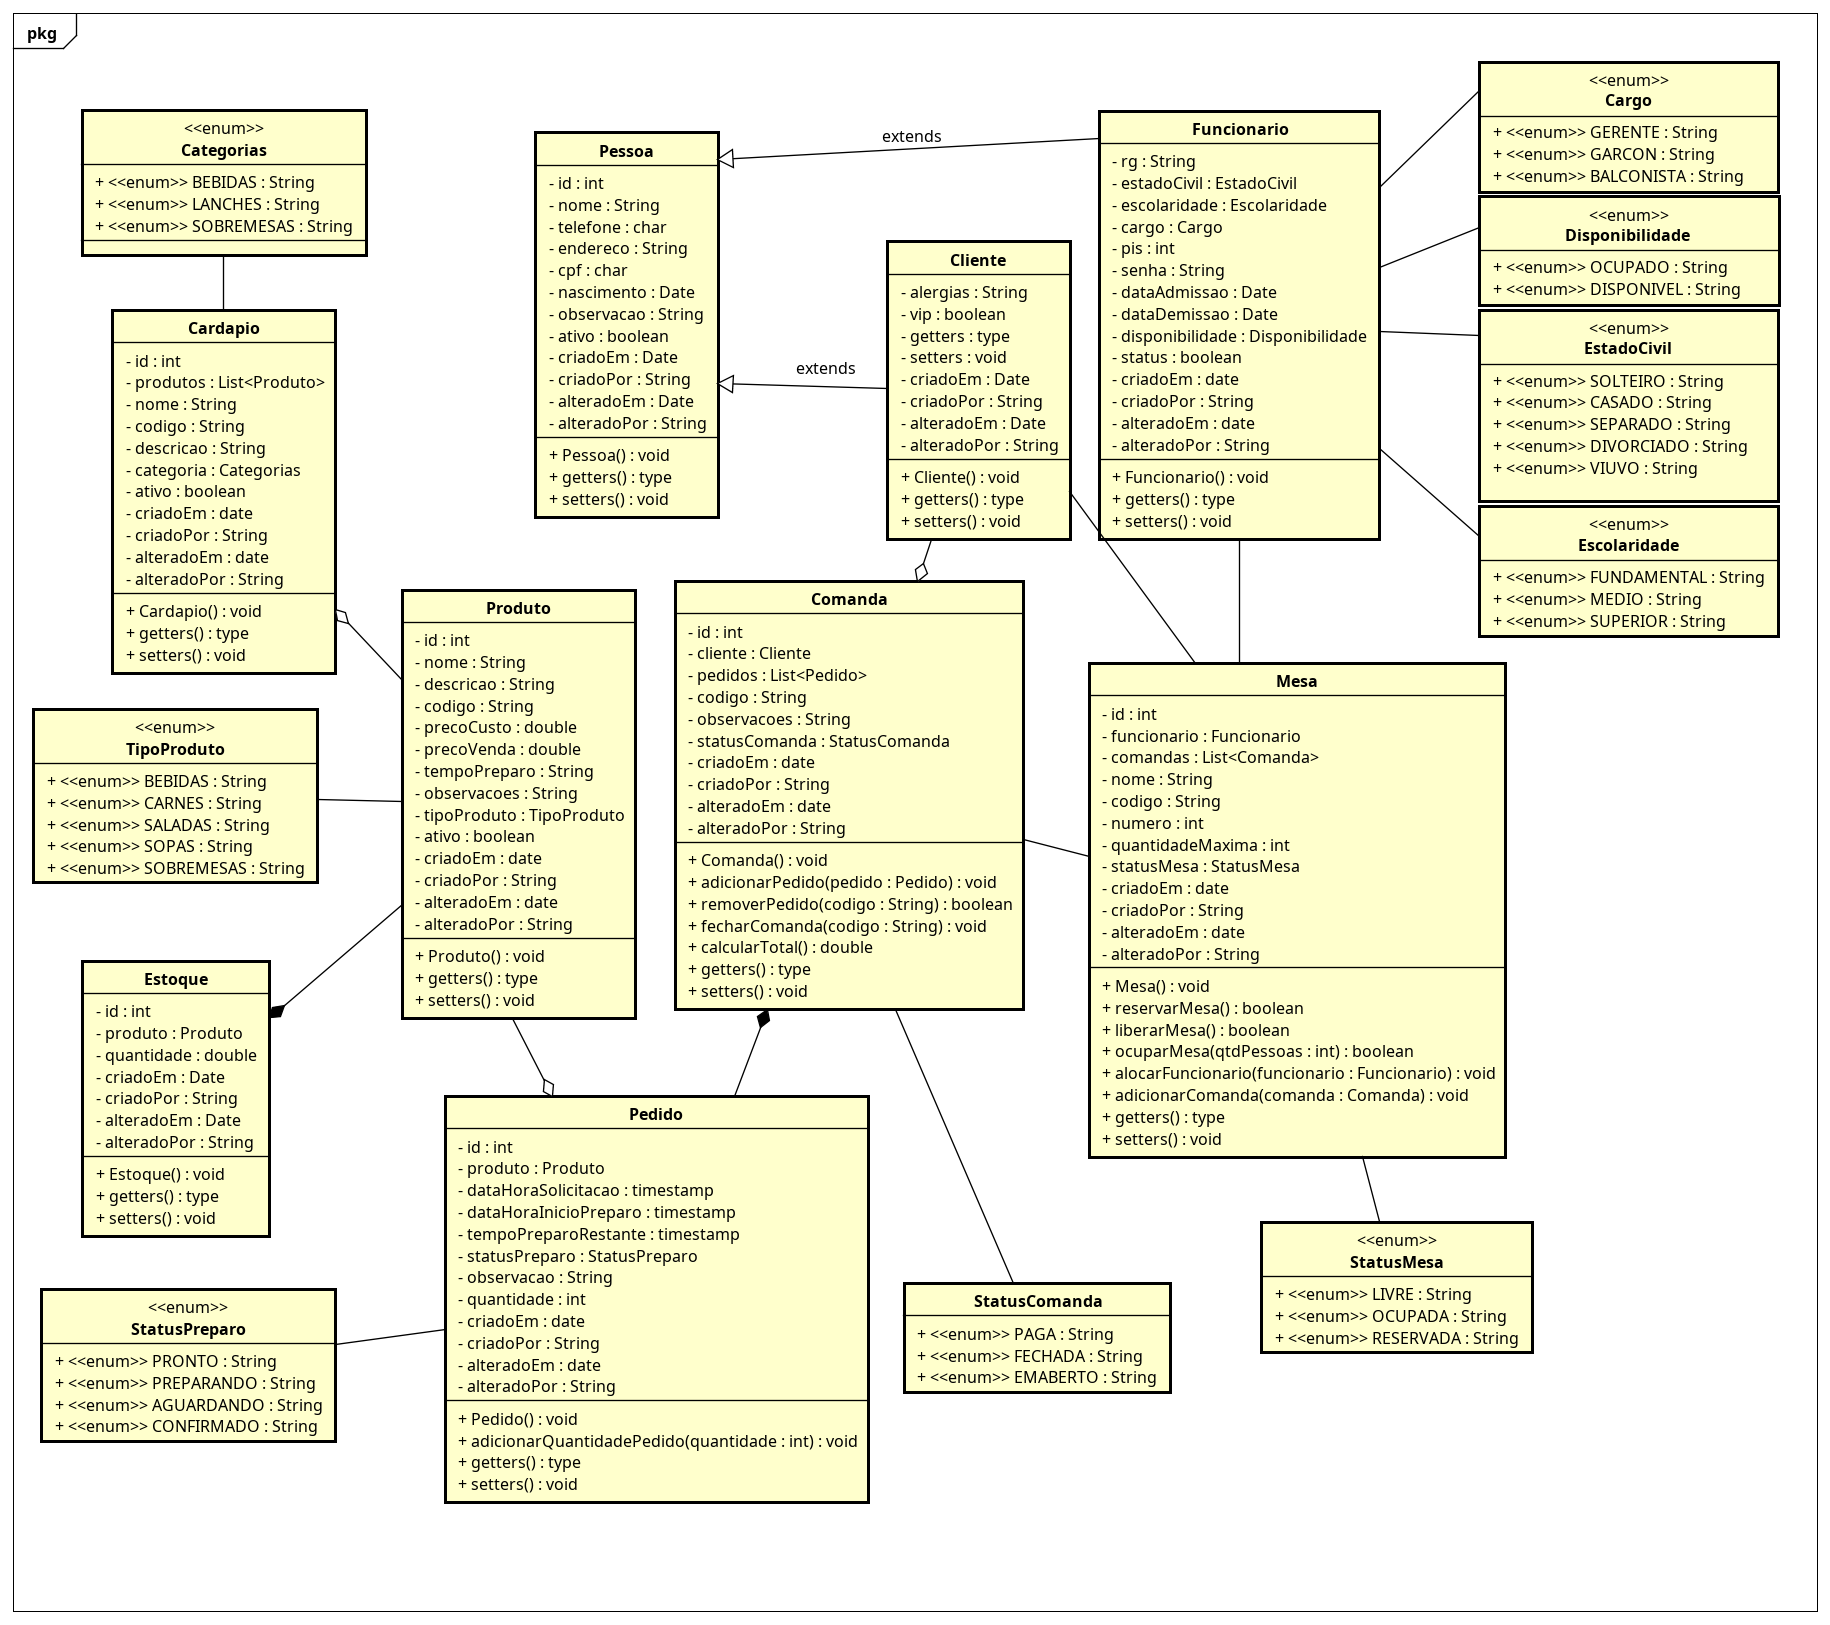 pkg
<<enum>>
Categorias
+ <<enum>> BEBIDAS : String
+ <<enum>> LANCHES : String
+ <<enum>> SOBREMESAS : String
Cardapio
- id : int
- produtos : List<Produto>
- nome : String
- codigo : String
- descricao : String
- categoria : Categorias
- ativo : boolean
- criadoEm : date
- criadoPor : String
- alteradoEm : date
- alteradoPor : String
+ Cardapio() : void
+ getters() : type
+ setters() : void
<<enum>>
TipoProduto
+ <<enum>> BEBIDAS : String
+ <<enum>> CARNES : String
+ <<enum>> SALADAS : String
+ <<enum>> SOPAS : String
+ <<enum>> SOBREMESAS : String
Estoque
- id : int
- produto : Produto
- quantidade : double
- criadoEm : Date
- criadoPor : String
- alteradoEm : Date
- alteradoPor : String
+ Estoque() : void
+ getters() : type
+ setters() : void
<<enum>>
StatusPreparo
+ <<enum>> PRONTO : String
+ <<enum>> PREPARANDO : String
+ <<enum>> AGUARDANDO : String
+ <<enum>> CONFIRMADO : String
Pessoa
- id : int
- nome : String
- telefone : char
- endereco : String
- cpf : char
- nascimento : Date
- observacao : String
- ativo : boolean
- criadoEm : Date
- criadoPor : String
- alteradoEm : Date
- alteradoPor : String
+ Pessoa() : void
+ getters() : type
+ setters() : void
extends
extends
Produto
- id : int
- nome : String
- descricao : String
- codigo : String
- precoCusto : double
- precoVenda : double
- tempoPreparo : String
- observacoes : String
- tipoProduto : TipoProduto
- ativo : boolean
- criadoEm : date
- criadoPor : String
- alteradoEm : date
- alteradoPor : String
+ Produto() : void
+ getters() : type
+ setters() : void
Pedido
- id : int
- produto : Produto
- dataHoraSolicitacao : timestamp
- dataHoraInicioPreparo : timestamp
- tempoPreparoRestante : timestamp
- statusPreparo : StatusPreparo
- observacao : String
- quantidade : int
- criadoEm : date
- criadoPor : String
- alteradoEm : date
- alteradoPor : String
+ Pedido() : void
+ adicionarQuantidadePedido(quantidade : int) : void
+ getters() : type
+ setters() : void
Cliente
- alergias : String
- vip : boolean
- getters : type
- setters : void
- criadoEm : Date
- criadoPor : String
- alteradoEm : Date
- alteradoPor : String
+ Cliente() : void
+ getters() : type
+ setters() : void
Comanda
- id : int
- cliente : Cliente
- pedidos : List<Pedido>
- codigo : String
- observacoes : String
- statusComanda : StatusComanda
- criadoEm : date
- criadoPor : String
- alteradoEm : date
- alteradoPor : String
+ Comanda() : void
+ adicionarPedido(pedido : Pedido) : void
+ removerPedido(codigo : String) : boolean
+ fecharComanda(codigo : String) : void
+ calcularTotal() : double
+ getters() : type
+ setters() : void
StatusComanda
+ <<enum>> PAGA : String
+ <<enum>> FECHADA : String
+ <<enum>> EMABERTO : String
Funcionario
- rg : String
- estadoCivil : EstadoCivil
- escolaridade : Escolaridade
- cargo : Cargo
- pis : int
- senha : String
- dataAdmissao : Date
- dataDemissao : Date
- disponibilidade : Disponibilidade
- status : boolean
- criadoEm : date
- criadoPor : String
- alteradoEm : date
- alteradoPor : String
+ Funcionario() : void
+ getters() : type
+ setters() : void
Mesa
- id : int
- funcionario : Funcionario
- comandas : List<Comanda>
- nome : String
- codigo : String
- numero : int
- quantidadeMaxima : int
- statusMesa : StatusMesa
- criadoEm : date
- criadoPor : String
- alteradoEm : date
- alteradoPor : String
+ Mesa() : void
+ reservarMesa() : boolean
+ liberarMesa() : boolean
+ ocuparMesa(qtdPessoas : int) : boolean
+ alocarFuncionario(funcionario : Funcionario) : void
+ adicionarComanda(comanda : Comanda) : void
+ getters() : type
+ setters() : void
<<enum>>
StatusMesa
+ <<enum>> LIVRE : String
+ <<enum>> OCUPADA : String
+ <<enum>> RESERVADA : String
<<enum>>
Cargo
+ <<enum>> GERENTE : String
+ <<enum>> GARCON : String
+ <<enum>> BALCONISTA : String
<<enum>>
Disponibilidade
+ <<enum>> OCUPADO : String
+ <<enum>> DISPONIVEL : String
<<enum>>
EstadoCivil
+ <<enum>> SOLTEIRO : String
+ <<enum>> CASADO : String
+ <<enum>> SEPARADO : String
+ <<enum>> DIVORCIADO : String
+ <<enum>> VIUVO : String
<<enum>>
Escolaridade
+ <<enum>> FUNDAMENTAL : String
+ <<enum>> MEDIO : String
+ <<enum>> SUPERIOR : String